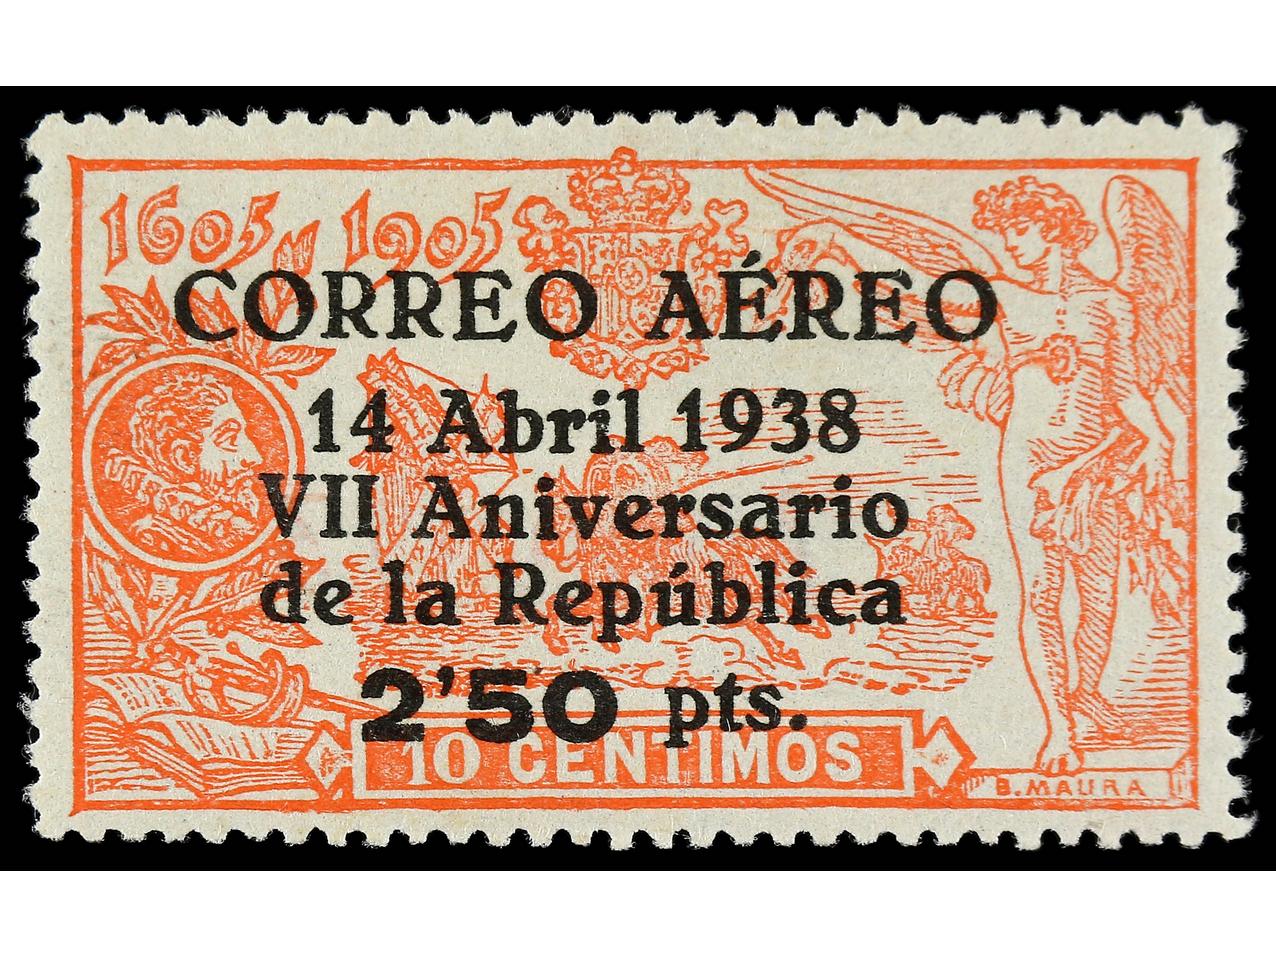 1605 1905
CORREO AÉREO
14 Abril 1938
VII Aniversario
de la República
2'50 pts.
10 CENTIMOS
B. MAURA